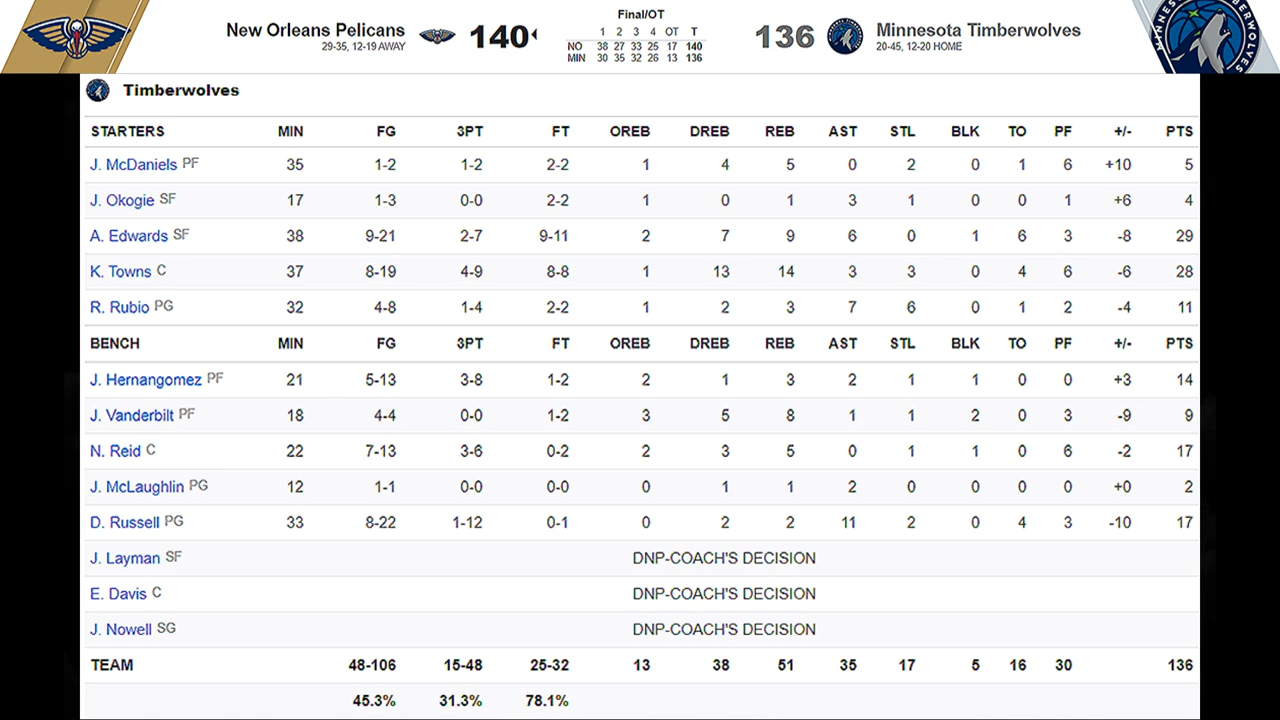 Final/OT
New Orleans Pelicans 140 136 Minnesota Timberwolves
29-35, 12-19 AWAY 20-45, 12-20 HOME
1 2 3 4 OT T
NO 38 27 33 25 17 140
MIN 30 35 32 26 13 136
Timberwolves
STARTERS MIN FG 3PT FT OREB DREB REB AST STL BLK TO PF +/- PTS
J. McDaniels PF 35 1-2 1-2 2-2 1 4 5 0 2 0 1 6 +10 5
J. Okogie SF 17 1-3 0-0 2-2 1 0 1 3 1 0 0 1 +6 4
A. Edwards SF 38 9-21 2-7 9-11 2 7 9 6 0 1 6 3 -8 29
K. Towns C 37 8-19 4-9 8-8 1 13 14 3 3 0 4 6 -6 28
R. Rubio PG 32 4-8 1-4 2-2 1 2 3 7 6 0 1 2 -4 11
BENCH MIN FG 3PT FT OREB DREB REB AST STL BLK TO PF +/- PTS
J. Hernangomez PF 21 5-13 3-8 1-2 2 1 3 2 1 1 0 0 +3 14
J. Vanderbilt PF 18 4-4 0-0 1-2 3 5 8 1 1 2 0 3 -9 9
N. Reid C 22 7-13 3-6 0-2 2 3 5 0 1 1 0 6 -2 17
J. McLaughlin PG 12 1-1 0-0 0-0 0 1 1 2 0 0 0 0 +0 2
D. Russell PG 33 8-22 1-12 0-1 0 2 2 11 2 0 4 3 -10 17
J. Layman SF DNP-COACH'S DECISION
E. Davis C DNP-COACH'S DECISION
J. Nowell SG DNP-COACH'S DECISION
TEAM 48-106 15-48 25-32 13 38 51 35 17 5 16 30 136
45.3% 31.3% 78.1%